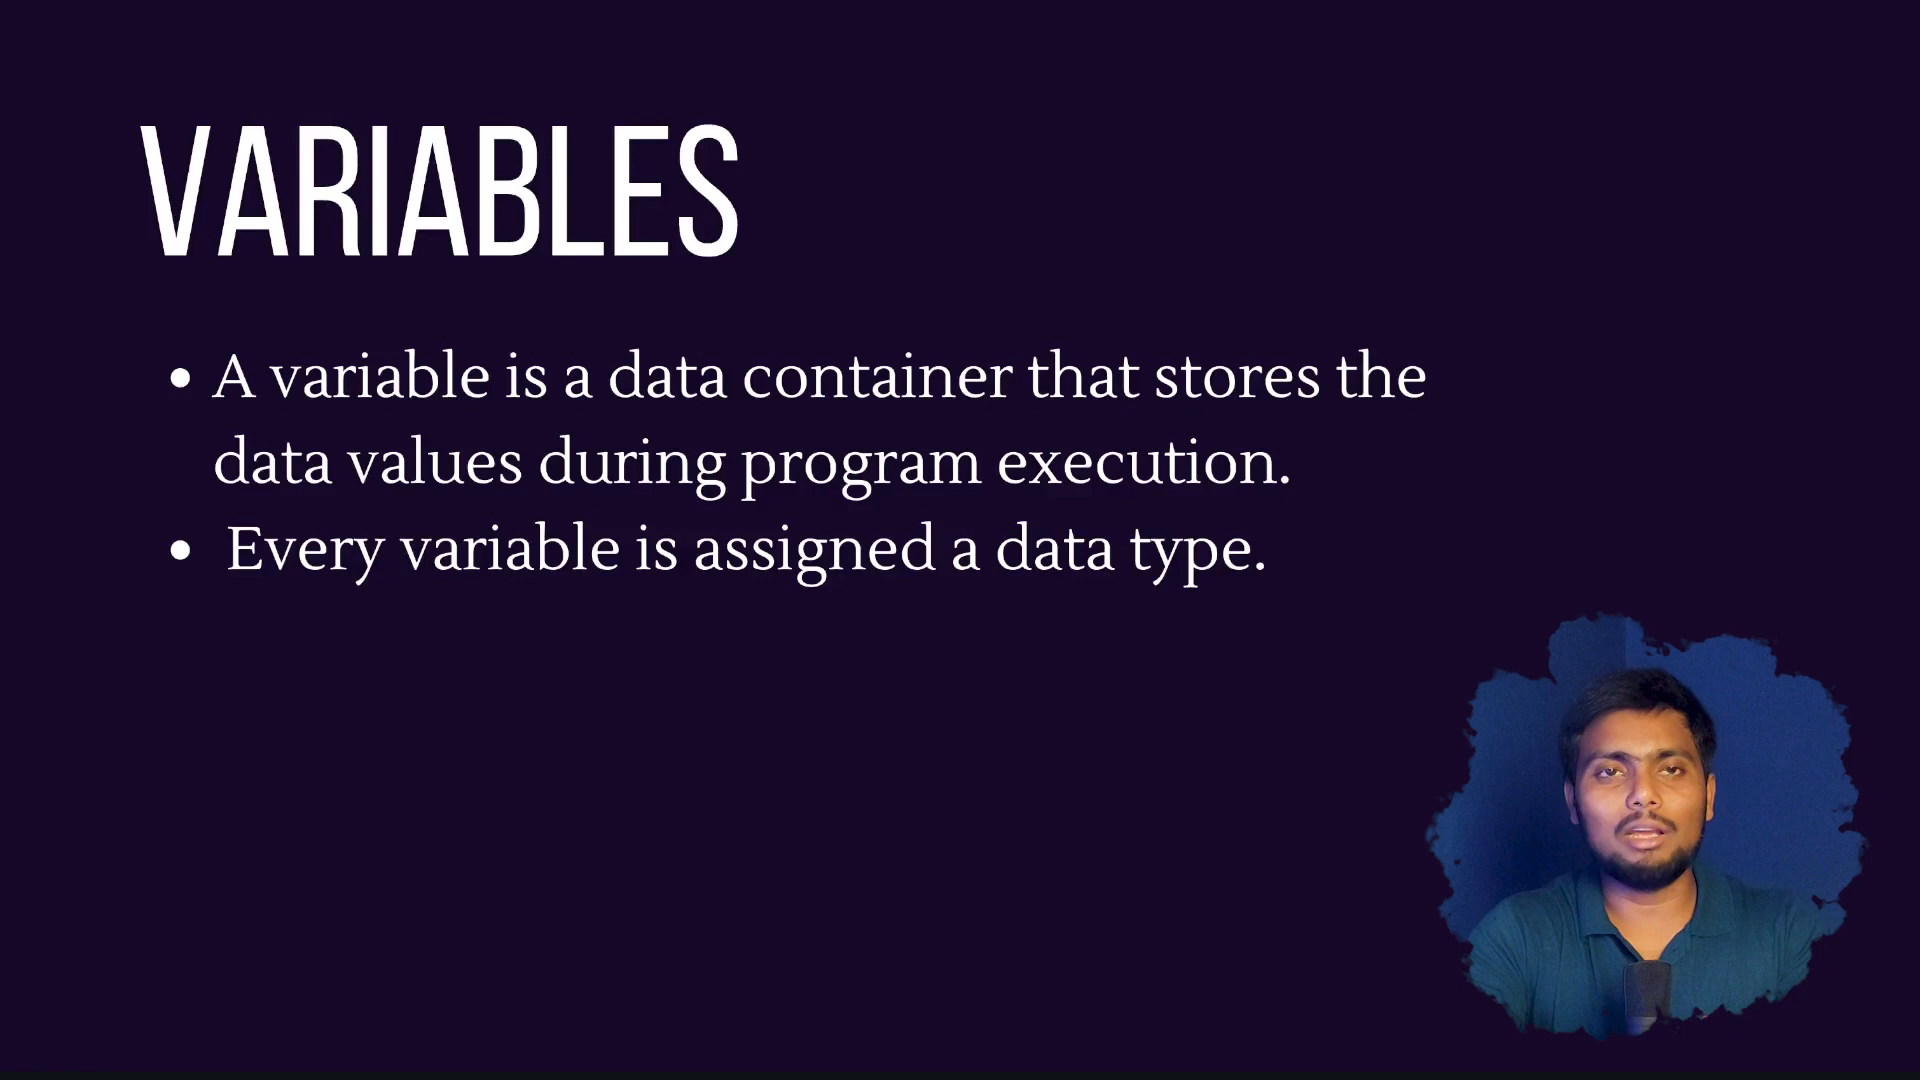 VARIABLES
• A variable is a data container that stores the
data values during program execution.
• Every variable is assigned a data type.